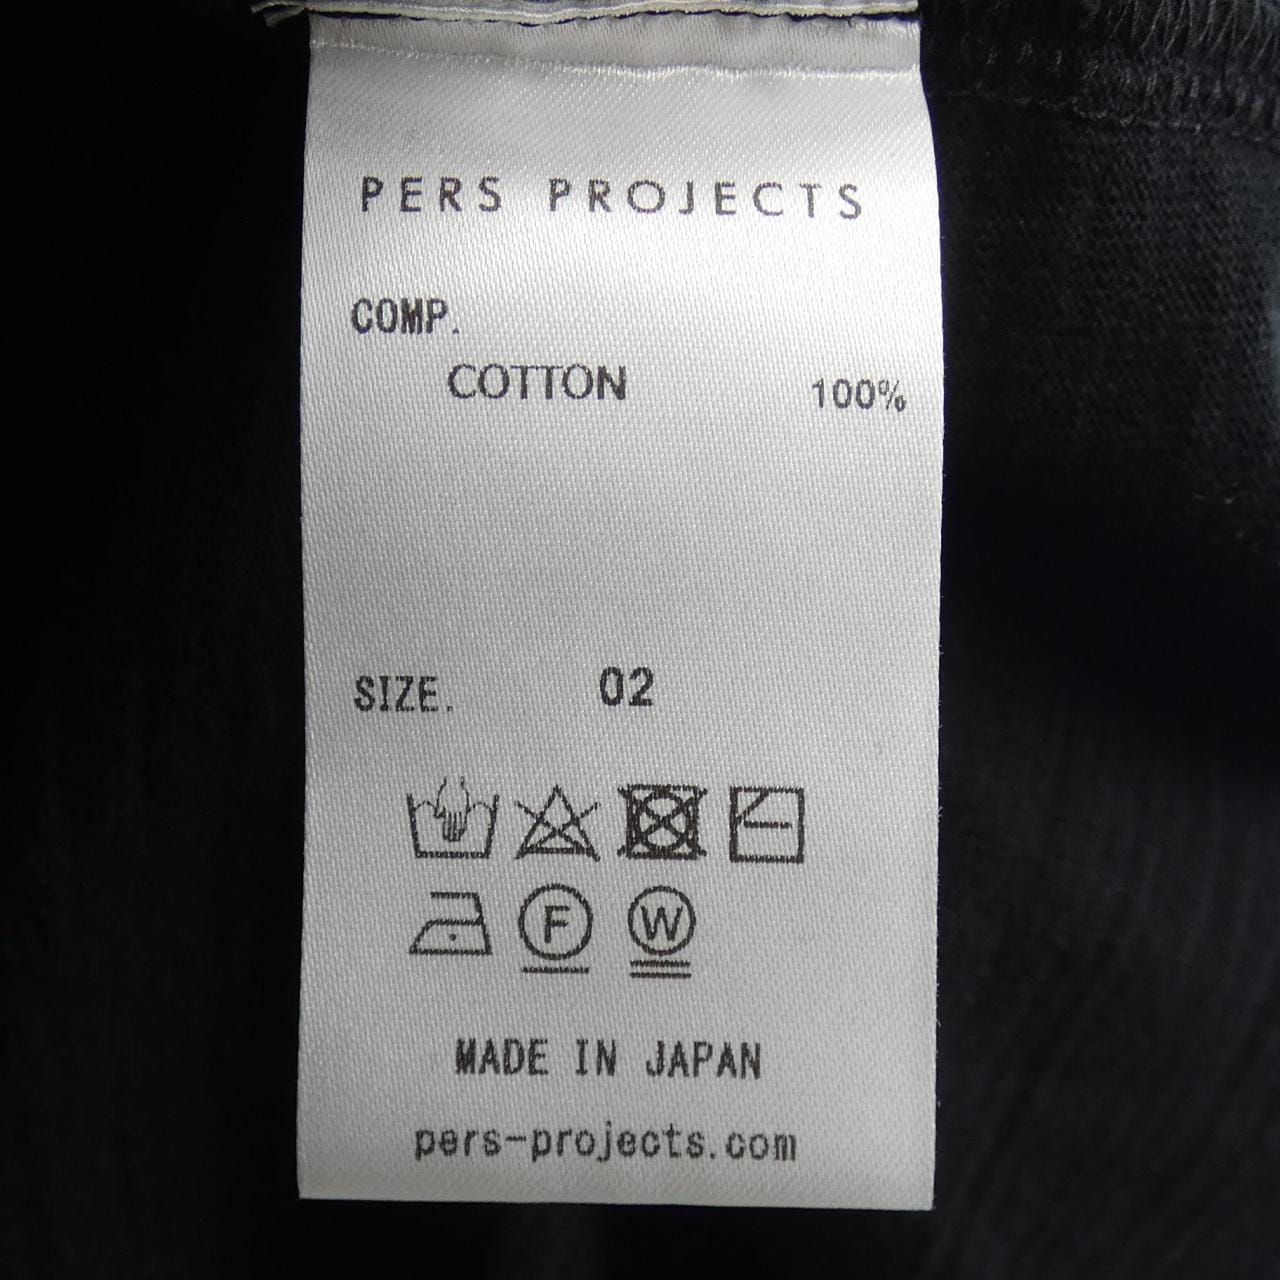 PERS PROJECTS
COMP.
COTTON 100%
SIZE. 02
F W
MADE IN JAPAN
pers-projects.com